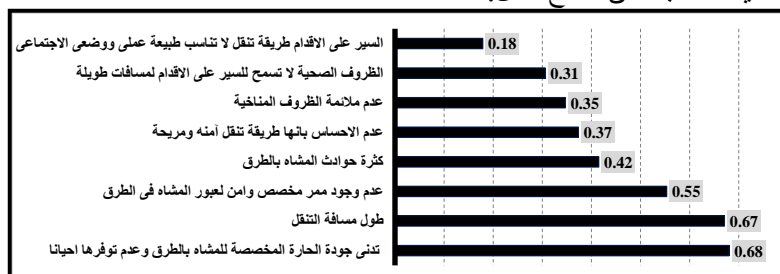 السير على الاقدام طريقة تنقل لا تناسب طبيعة عملى ووضعى الاجتماعى 0.18
الظروف الصحية لا تسمح للسير على الاقدام لمسافات طويلة 0.31
عدم ملائمة الظروف المناخية 0.35
عدم الاحساس بانها طريقة تنقل آمنه ومريحة 0.37
كثرة حوادث المشاه بالطرق 0.42
عدم وجود ممر مخصص وامن لعبور المشاه فى الطرق 0.55
طول مسافة التنقل 0.67
تدنى جودة الحارة المخصصة للمشاه بالطرق وعدم توفرها احيانا 0.68